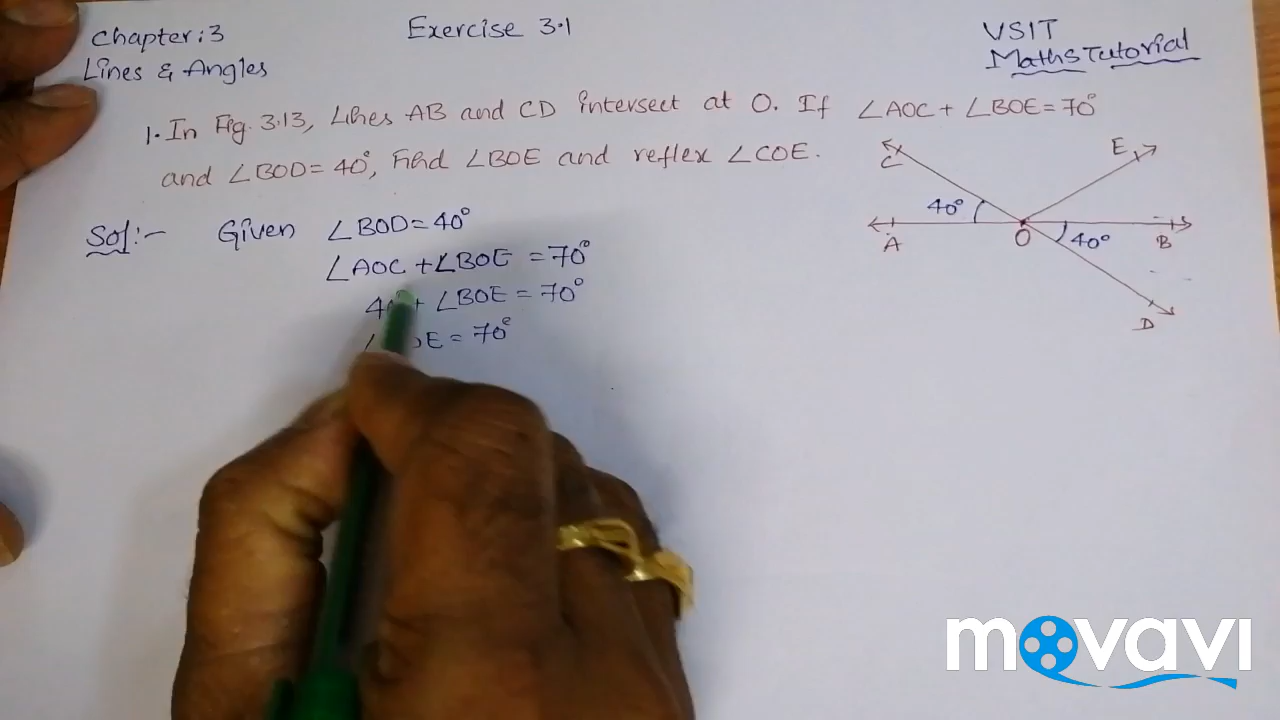 Chapter: 3
Lines & Angles
Exercise 3.1
VSIT
Maths Tutorial
1. In Fig. 3.13, Lines AB and CD intersect at O. If ∠AOC + ∠BOE = 70°
and ∠BOD = 40°, Find ∠BOE and reflex ∠COE.
Sol:- Given ∠BOD = 40°
∠AOC + ∠BOE = 70°
40° + ∠BOE = 70°
E = 70°
C
E
40°
A
O
40°
B
D
movavi